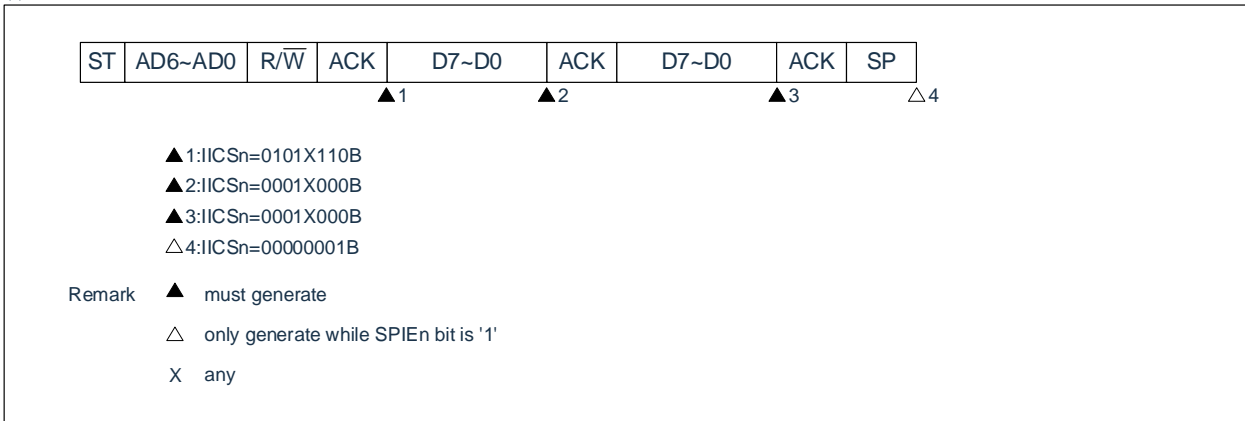 ST AD6~AD0 R/W̅ ACK D7~D0 ACK D7~D0 ACK SP
▲1 ▲2 ▲3 △4
▲1:IICSn=0101X110B
▲2:IICSn=0001X000B
▲3:IICSn=0001X000B
△4:IICSn=00000001B
Remark ▲ must generate
△ only generate while SPIEn bit is '1'
X any